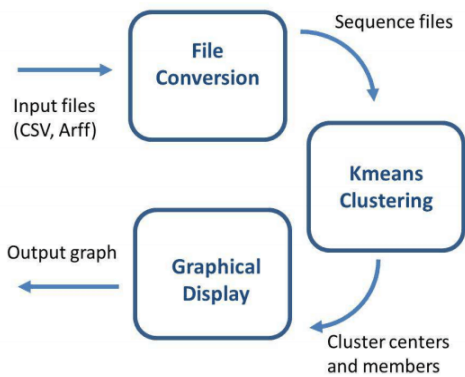 File
Conversion
Sequence files
Input files
(CSV, Arff)
Kmeans
Clustering
Output graph
Graphical
Display
Cluster centers
and members